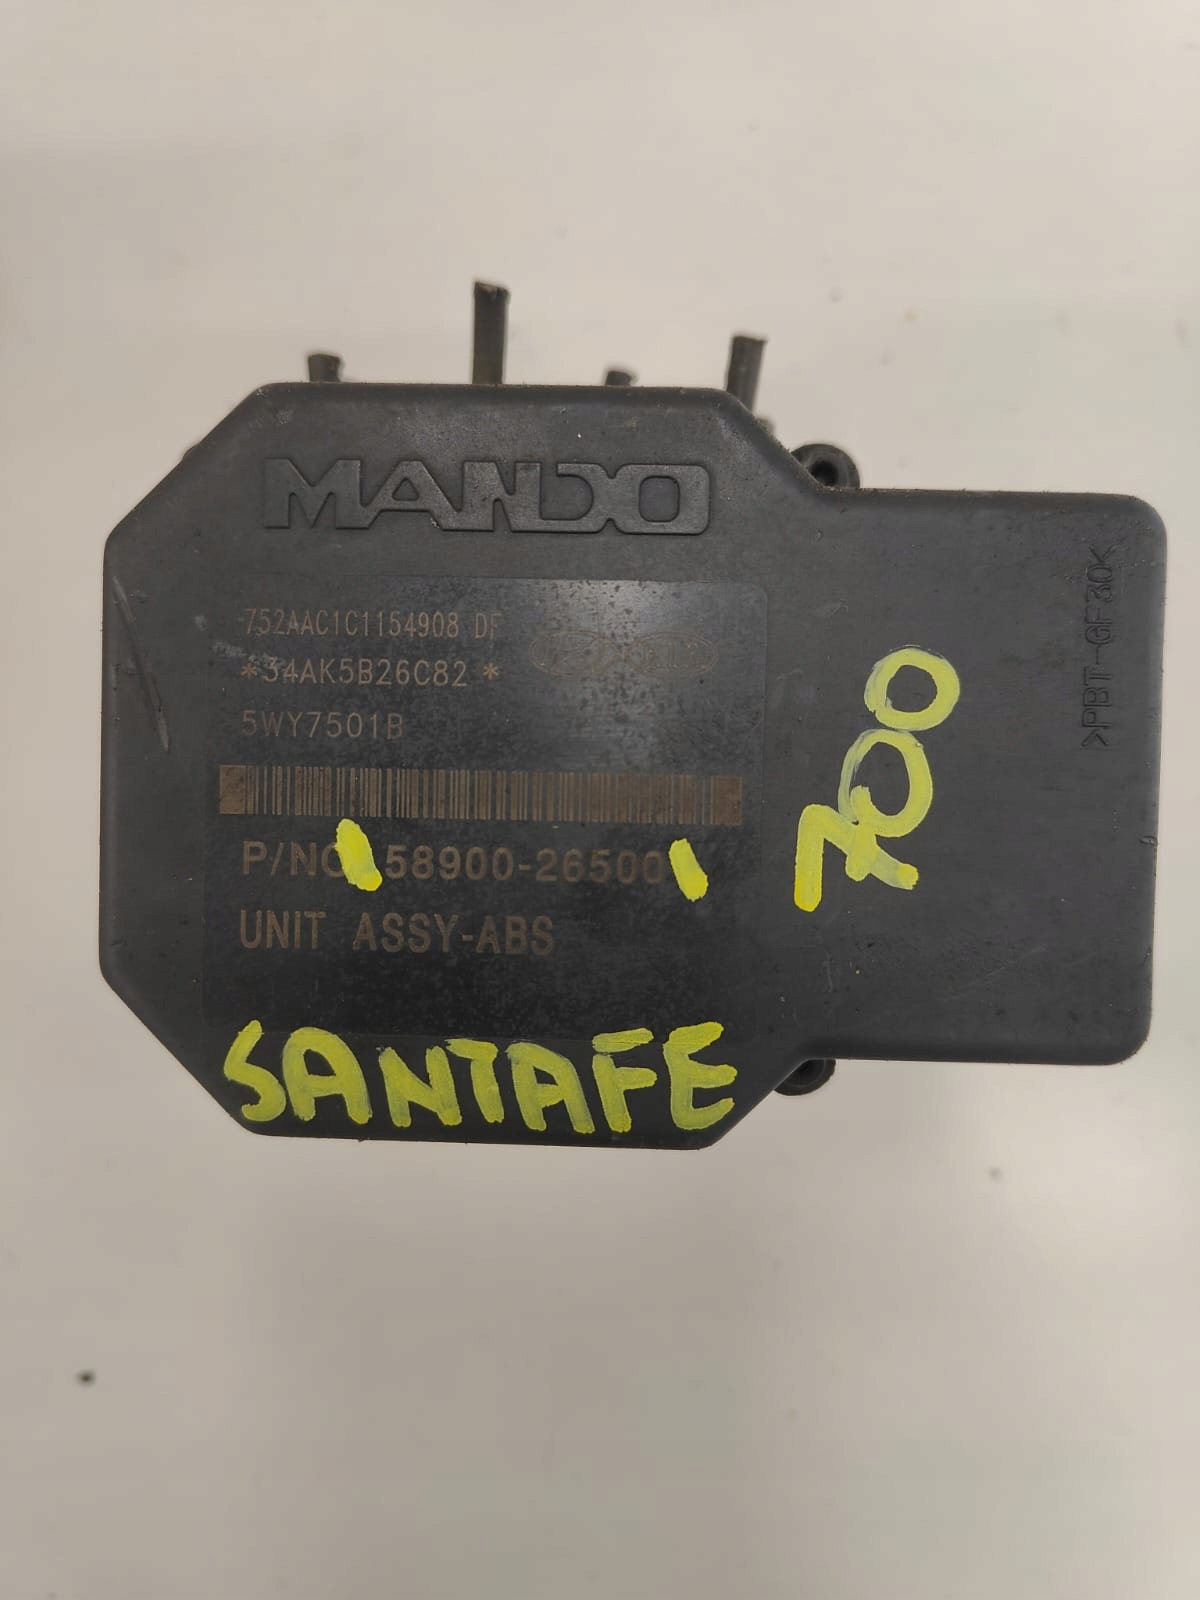 MANDO
752AAC1C1154908 DF
*34AK5B26C82*
5WY7501B
P/NO 58900-26500
UNIT ASSY-ABS
SANTAFE
700
>PBT-GF30<